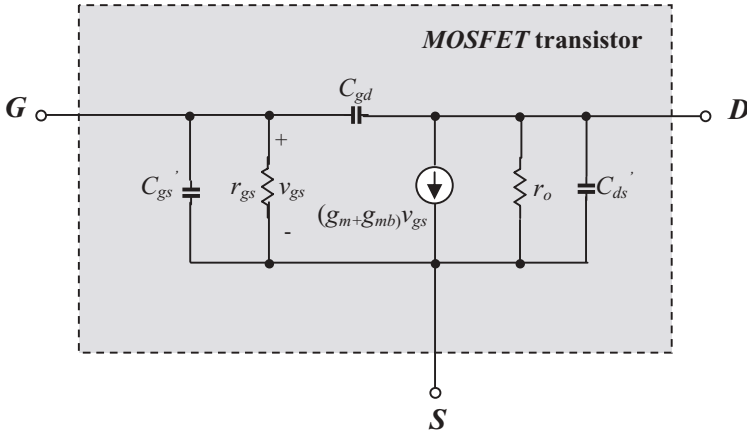 MOSFET transistor
C_gd
G
D
+
C_gs'
r_gs
v_gs
r_o
C_ds'
(g_m+g_mb)v_gs
-
S